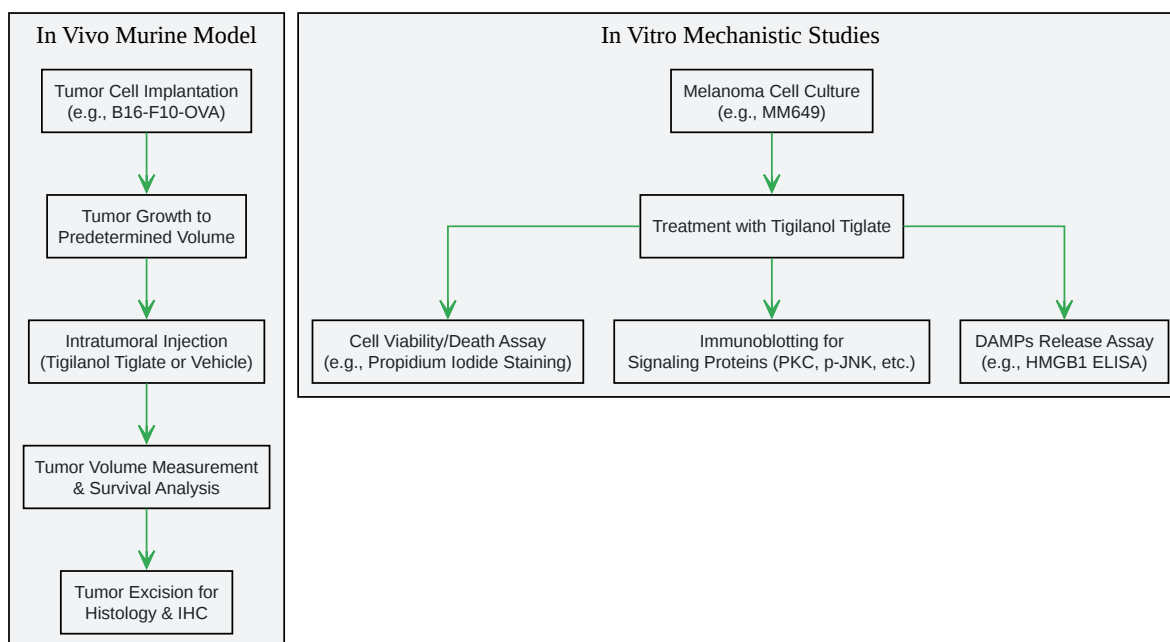 In Vivo Murine Model
Tumor Cell Implantation
(e.g., B16-F10-OVA)
Tumor Growth to
Predetermined Volume
Intratumoral Injection
(Tigilanol Tiglate or Vehicle)
Tumor Volume Measurement
& Survival Analysis
Tumor Excision for
Histology & IHC
In Vitro Mechanistic Studies
Melanoma Cell Culture
(e.g., MM649)
Treatment with Tigilanol Tiglate
Cell Viability/Death Assay
(e.g., Propidium Iodide Staining)
Immunoblotting for
Signaling Proteins (PKC, p-JNK, etc.)
DAMPs Release Assay
(e.g., HMGB1 ELISA)